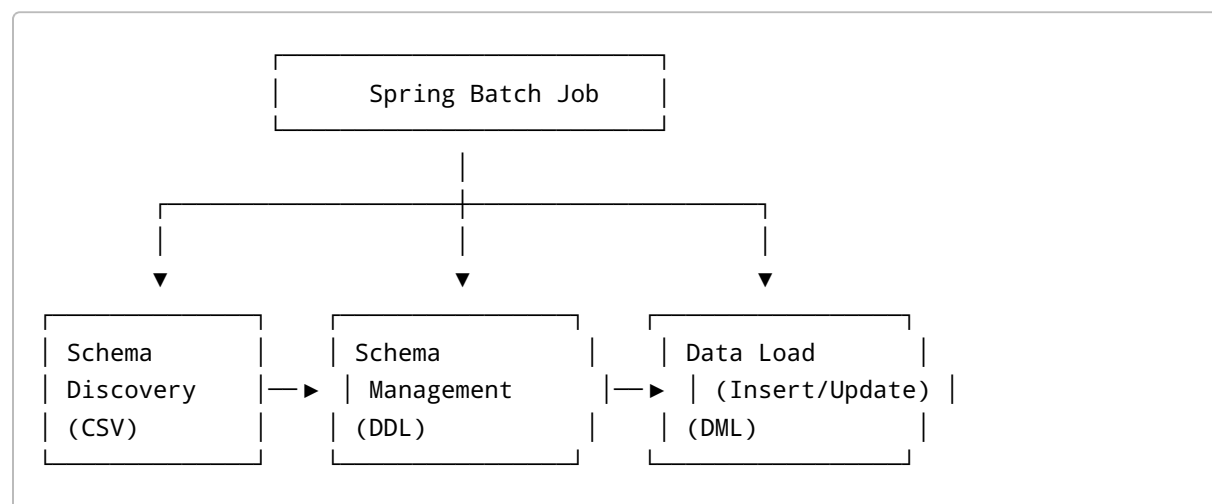 Spring Batch Job
Schema Schema Data Load
Discovery Management (Insert/Update)
(CSV) (DDL) (DML)